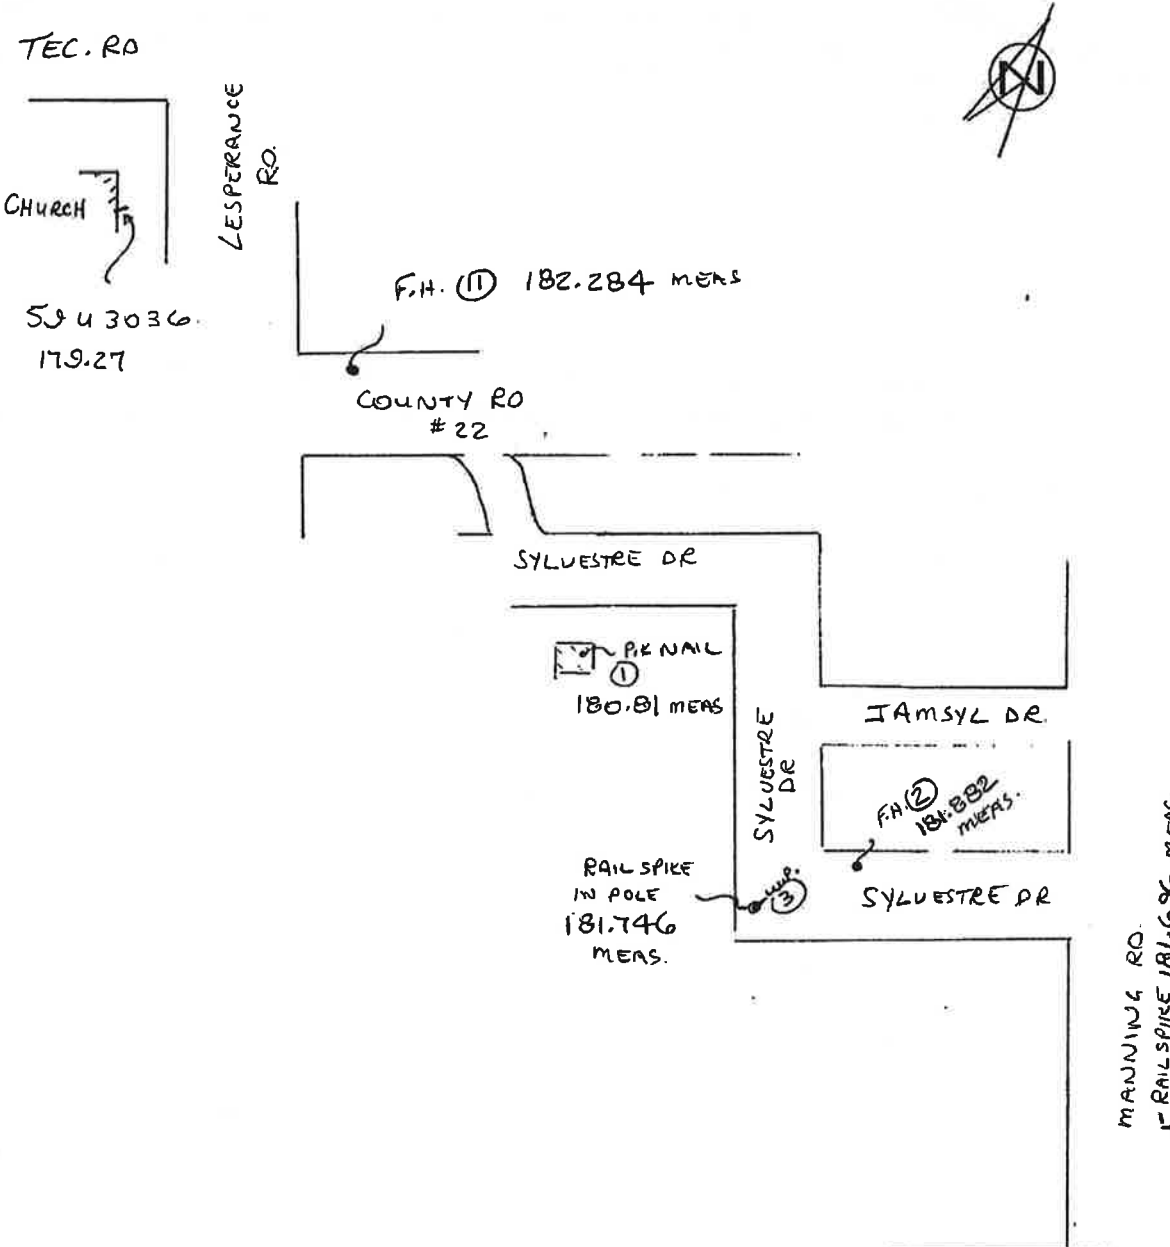 TEC. RD
LESPERANCE
RD.
N
CHURCH
59 U 3036.
179.27
F.H. (11) 182.284 MEAS
COUNTY RD
# 22
SYLVESTRE DR
P.K NAIL
(1)
180.81 MEAS
SYLVESTRE
DR
JAMSYL DR.
F.H. (2)
181.882
MEAS.
RAIL SPIKE
IN POLE
181.746
MEAS.
W.P.
(3)
SYLVESTRE DR
MANNING RD.
RAIL SPIKE